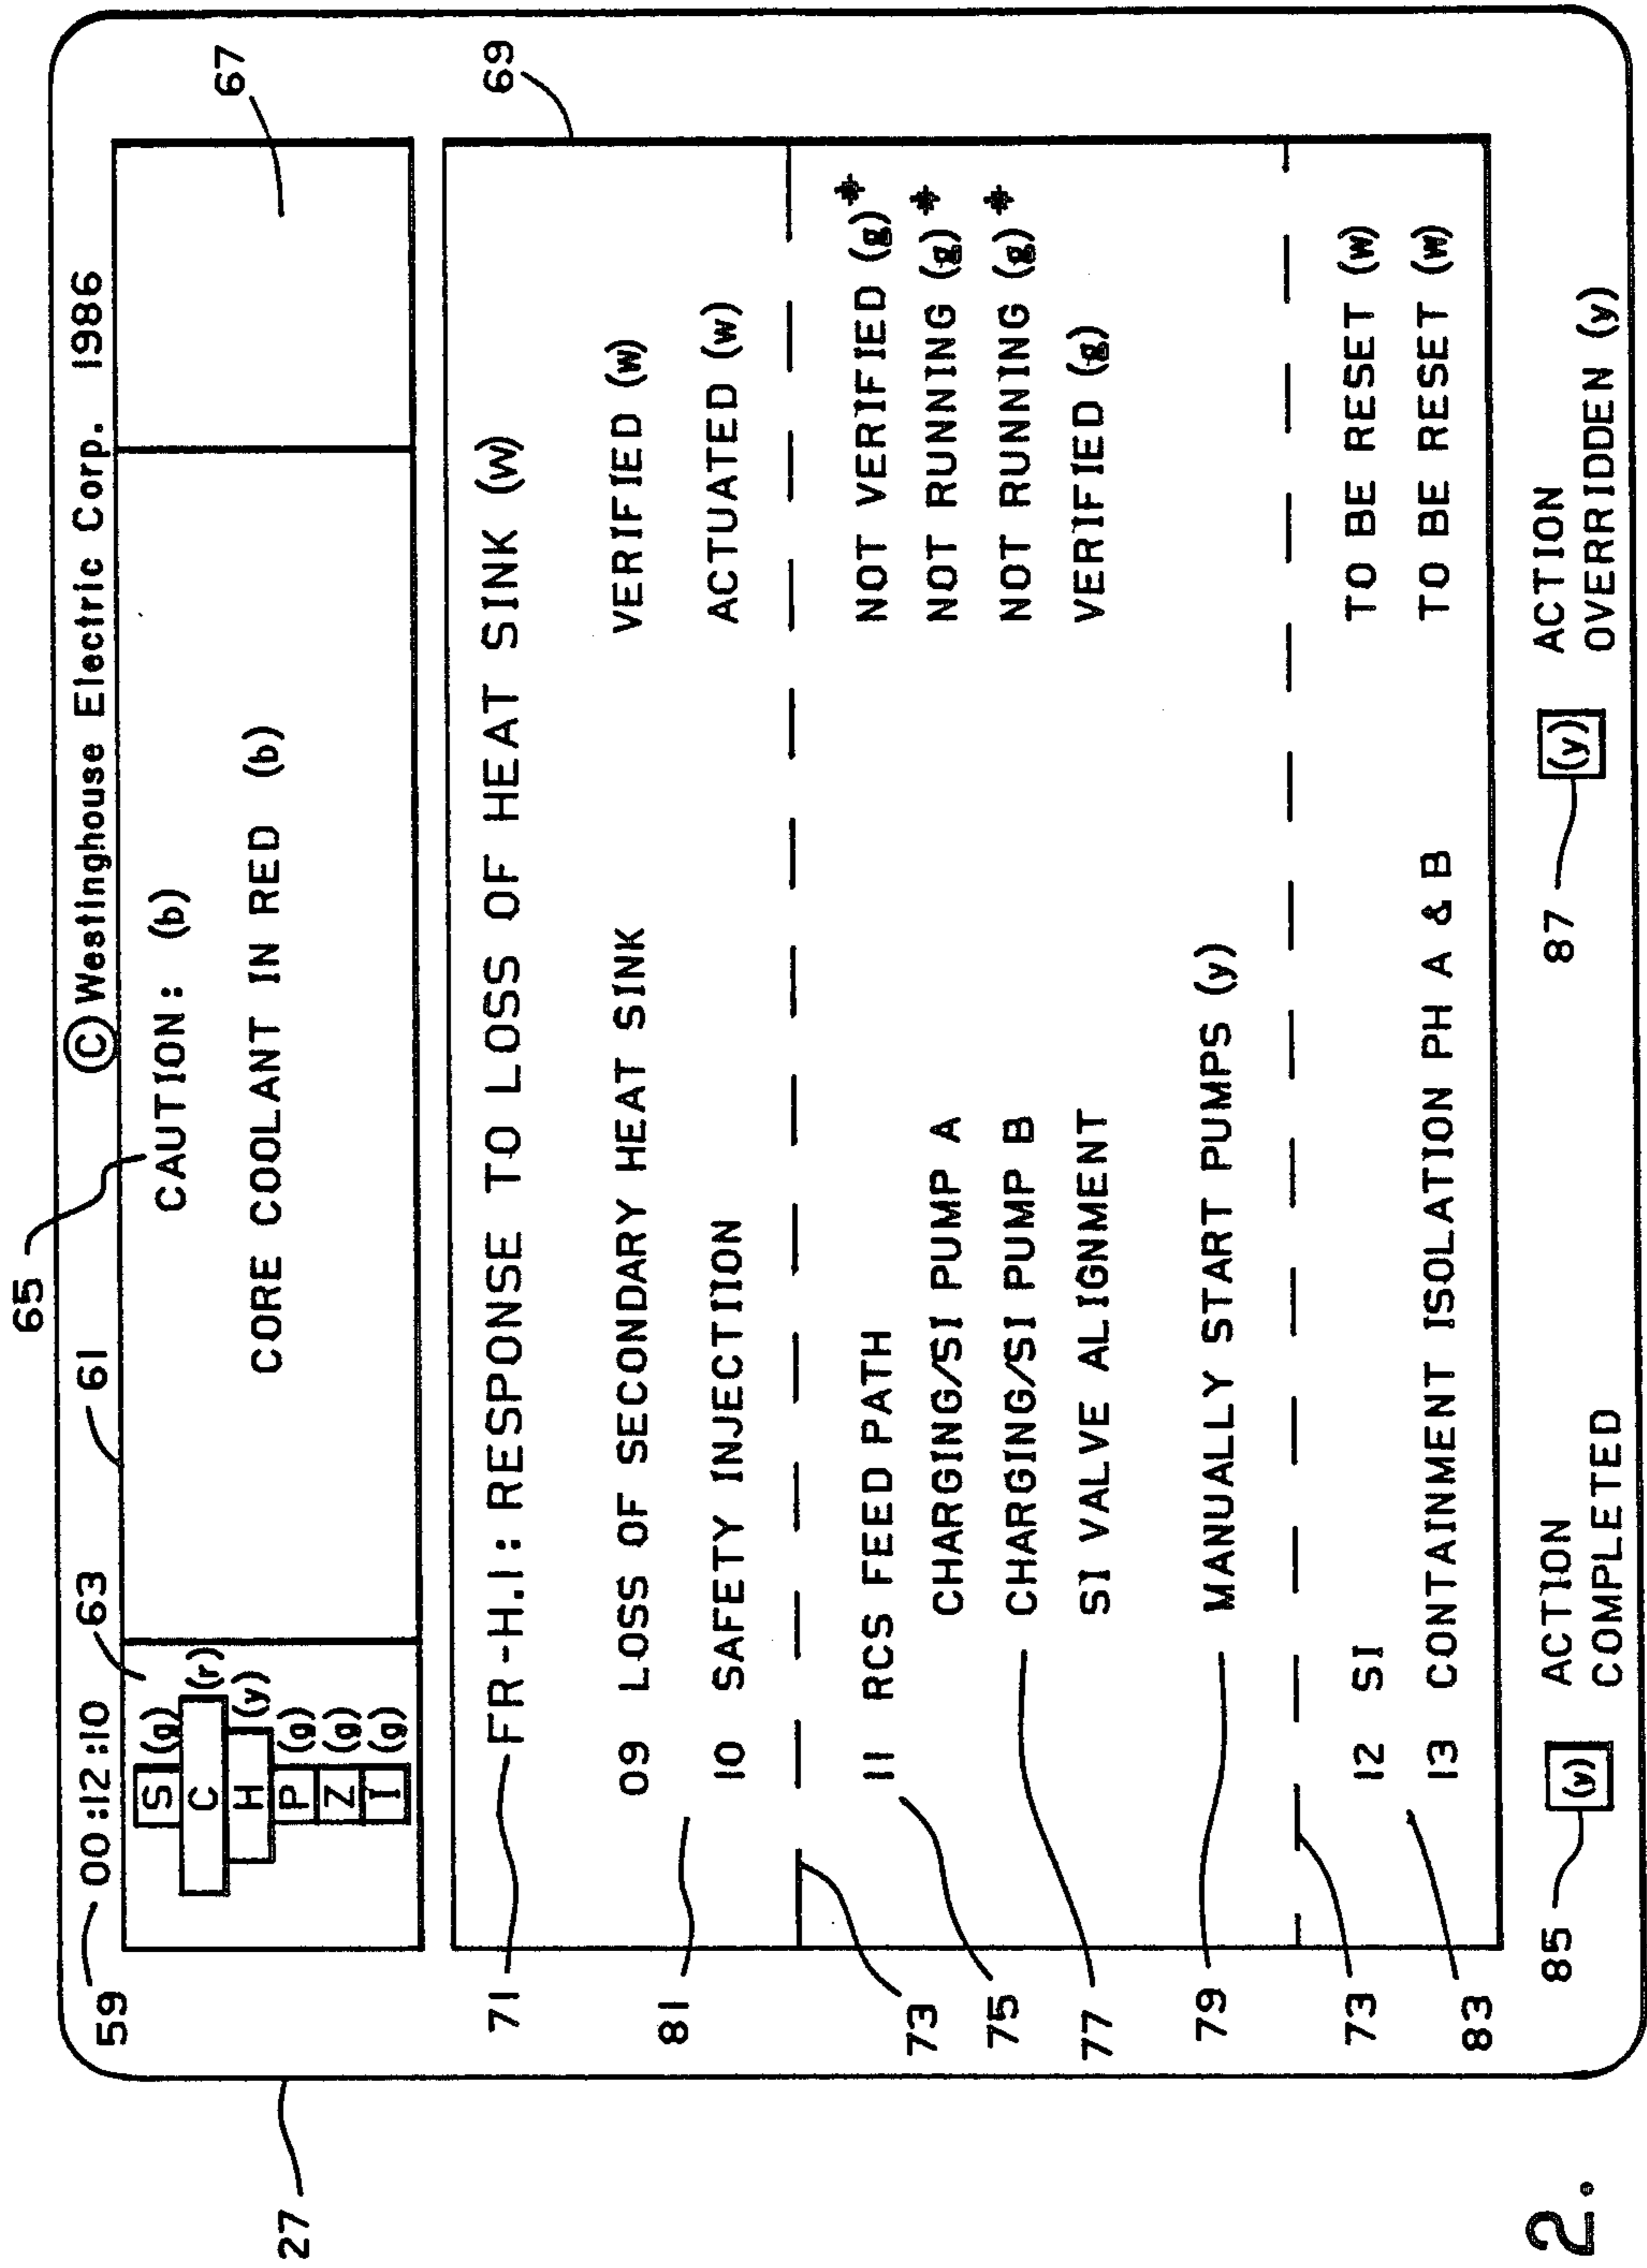 59 00:12:10 © Westinghouse Electric Corp. 1986
61
63
65
67
S (g)
C (r)
H (y)
P (g)
Z (g)
I (g)
CAUTION: (b)
CORE COOLANT IN RED (b)
69
71 FR-H.I: RESPONSE TO LOSS OF HEAT SINK (W)
81 09 LOSS OF SECONDARY HEAT SINK VERIFIED (w)
10 SAFETY INJECTION ACTUATED (w)
73
75 11 RCS FEED PATH NOT VERIFIED (g)*
CHARGING/SI PUMP A NOT RUNNING (g)*
77 CHARGING/SI PUMP B NOT RUNNING (g)*
SI VALVE ALIGNMENT VERIFIED (g)
79 MANUALLY START PUMPS (y)
73
12 SI TO BE RESET (w)
83 13 CONTAINMENT ISOLATION PH A & B TO BE RESET (w)
85 (y) ACTION
COMPLETED
87 (y) ACTION
OVERRIDDEN (y)
27
2.